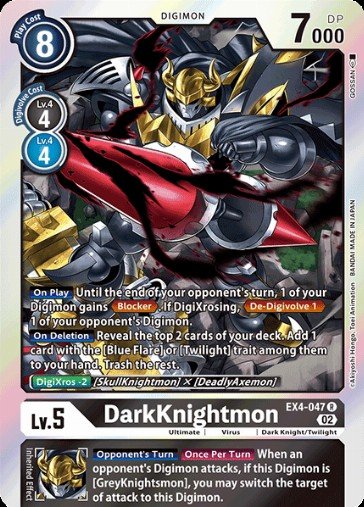 Play Cost
8
DIGIMON
DP
7000
Digivolve Cost
Lv.4
4
Lv.4
4
GOSSAN
On Play Until the end of your opponent's turn, 1 of your
Digimon gains Blocker. If DigiXrosing, De-Digivolve 1
1 of your opponent's Digimon.
On Deletion Reveal the top 2 cards of your deck. Add 1
card with the [Blue Flare] or [Twilight] trait among them
to your hand. Trash the rest.
DigiXros -2 [SkullKnightmon] × [DeadlyAxemon]
©Akiyoshi Hongo, Toei Animation BANDAI MADE IN JAPAN
Lv.5
DarkKnightmon
EX4-047 R
02
Ultimate
Virus
Dark Knight/Twilight
Inherited Effect
Opponent's Turn Once Per Turn When an
opponent's Digimon attacks, if this Digimon is
[GreyKnightsmon], you may switch the target
of attack to this Digimon.